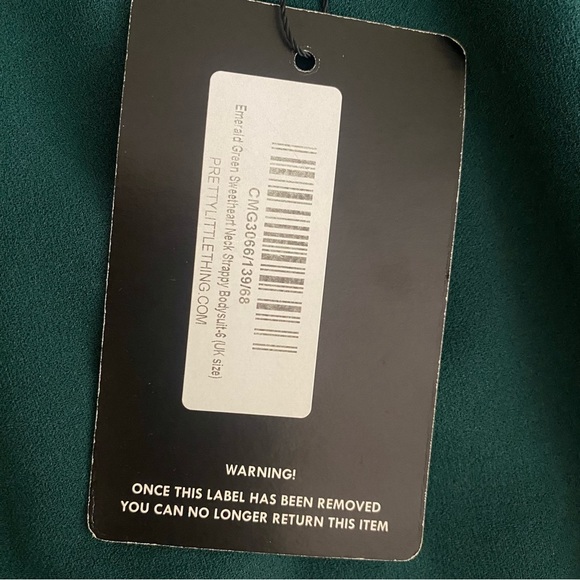 CMG3066/139/68
Emerald Green Sweetheart Neck Strappy Bodysuit-6 (UK size)
PRETTYLITTLETHING.COM
WARNING!
ONCE THIS LABEL HAS BEEN REMOVED
YOU CAN NO LONGER RETURN THIS ITEM